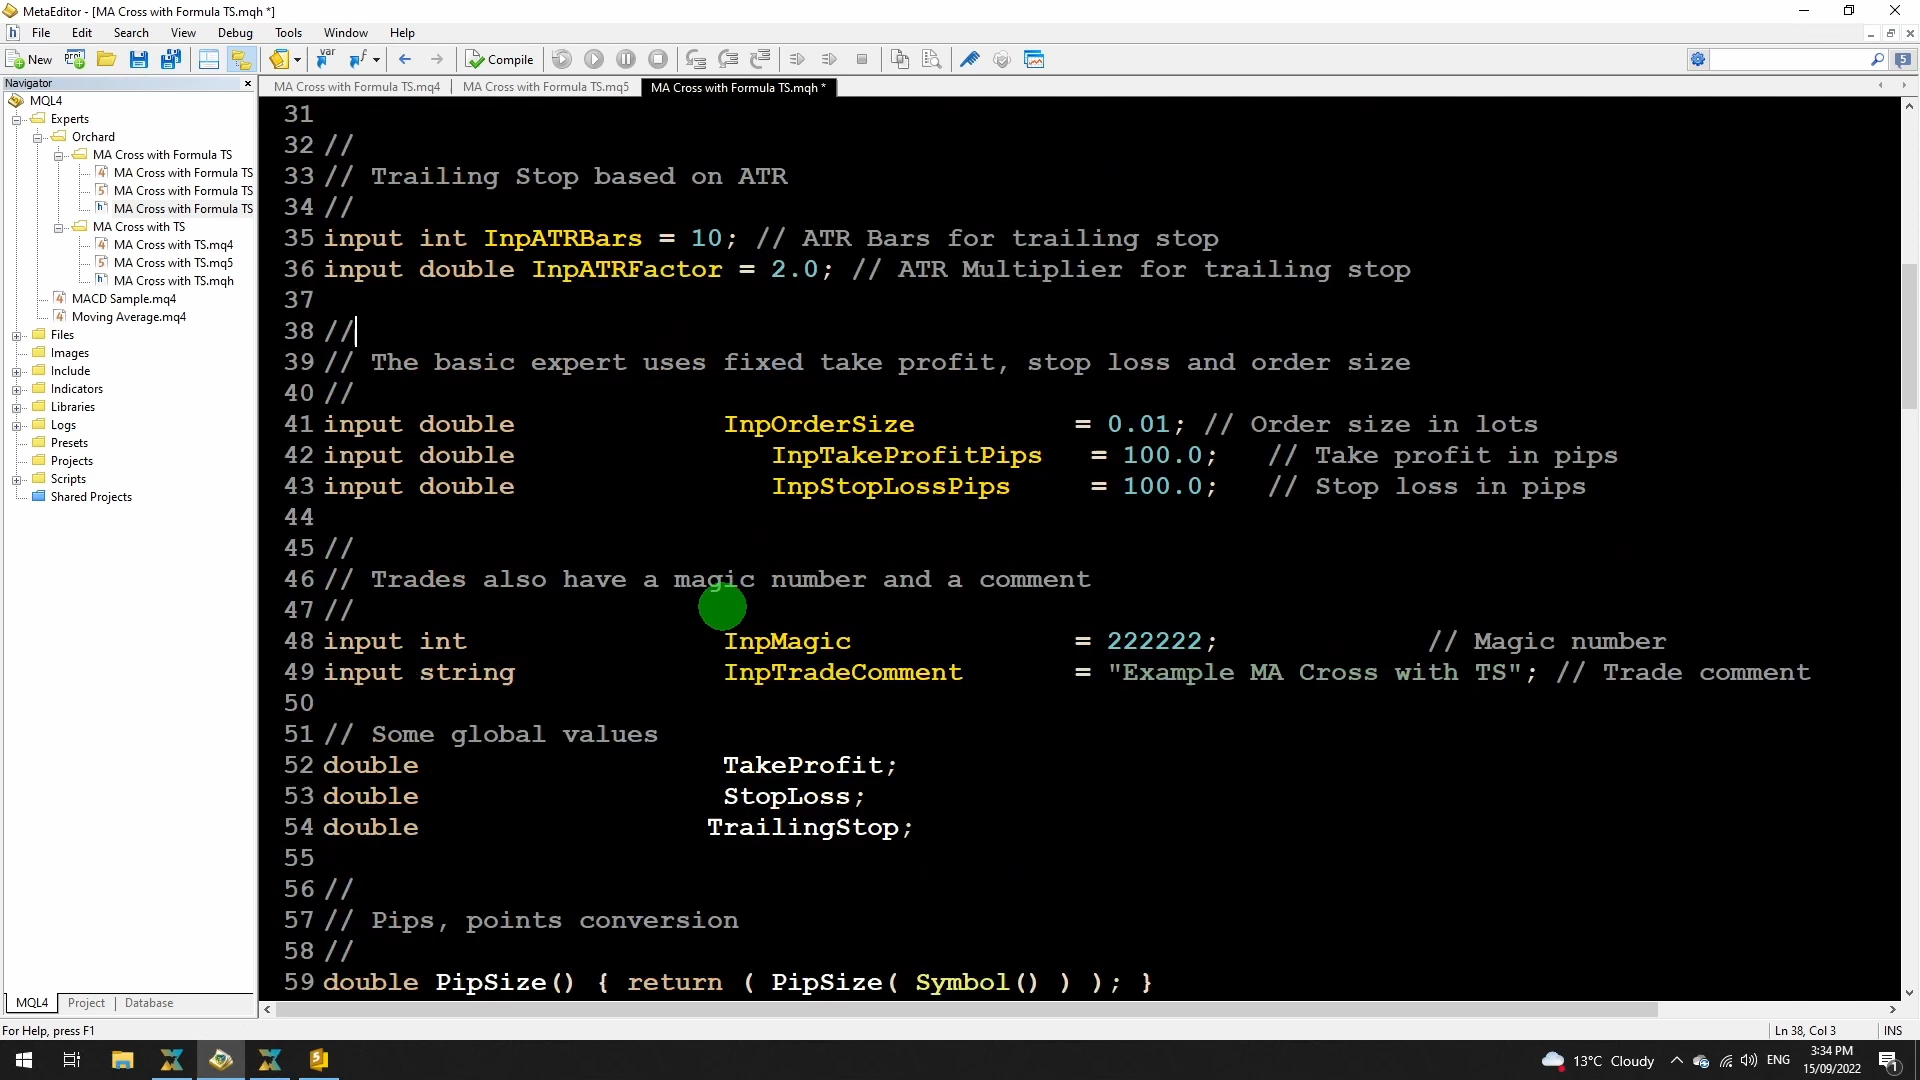 MetaEditor - [MA Cross with Formula TS.mqh *]
File Edit Search View Debug Tools Window Help
New var Compile 5
Navigator
MA Cross with Formula TS.mq4 MA Cross with Formula TS.mq5 MA Cross with Formula TS.mqh *
MQL4
Experts
Orchard
MA Cross with Formula TS
MA Cross with Formula TS
MA Cross with Formula TS
MA Cross with Formula TS
MA Cross with TS
MA Cross with TS.mq4
MA Cross with TS.mq5
MA Cross with TS.mqh
MACD Sample.mq4
Moving Average.mq4
Files
Images
Include
Indicators
Libraries
Logs
Presets
Projects
Scripts
Shared Projects
31
32 //
33 // Trailing Stop based on ATR
34 //
35 input int InpATRBars = 10; // ATR Bars for trailing stop
36 input double InpATRFactor = 2.0; // ATR Multiplier for trailing stop
37
38 //
39 // The basic expert uses fixed take profit, stop loss and order size
40 //
41 input double InpOrderSize = 0.01; // Order size in lots
42 input double InpTakeProfitPips = 100.0; // Take profit in pips
43 input double InpStopLossPips = 100.0; // Stop loss in pips
44
45 //
46 // Trades also have a magic number and a comment
47 //
48 input int InpMagic = 222222; // Magic number
49 input string InpTradeComment = "Example MA Cross with TS"; // Trade comment
50
51 // Some global values
52 double TakeProfit;
53 double StopLoss;
54 double TrailingStop;
55
56 //
57 // Pips, points conversion
58 //
59 double PipSize() { return ( PipSize( Symbol() ) ); }
MQL4 Project Database
For Help, press F1 Ln 38, Col 3 INS
13°C Cloudy ENG 3:34 PM
15/09/2022